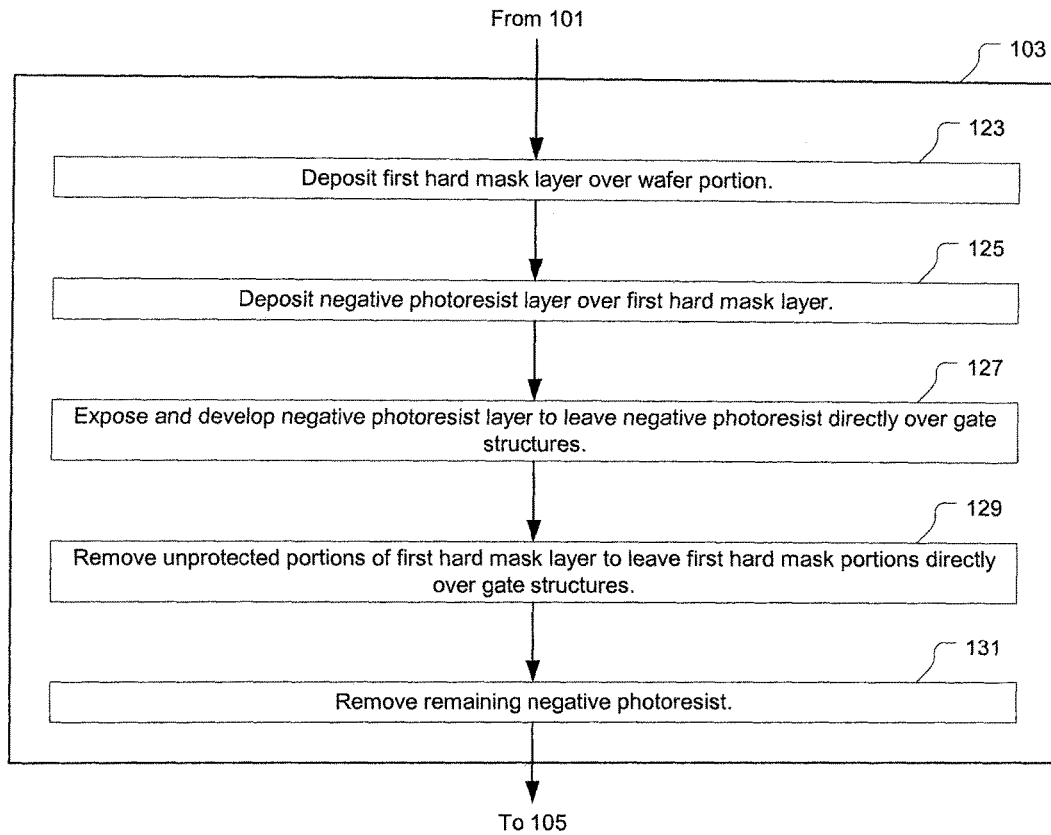 From 101
103
123
Deposit first hard mask layer over wafer portion.
125
Deposit negative photoresist layer over first hard mask layer.
127
Expose and develop negative photoresist layer to leave negative photoresist directly over gate
structures.
129
Remove unprotected portions of first hard mask layer to leave first hard mask portions directly
over gate structures.
131
Remove remaining negative photoresist.
To 105